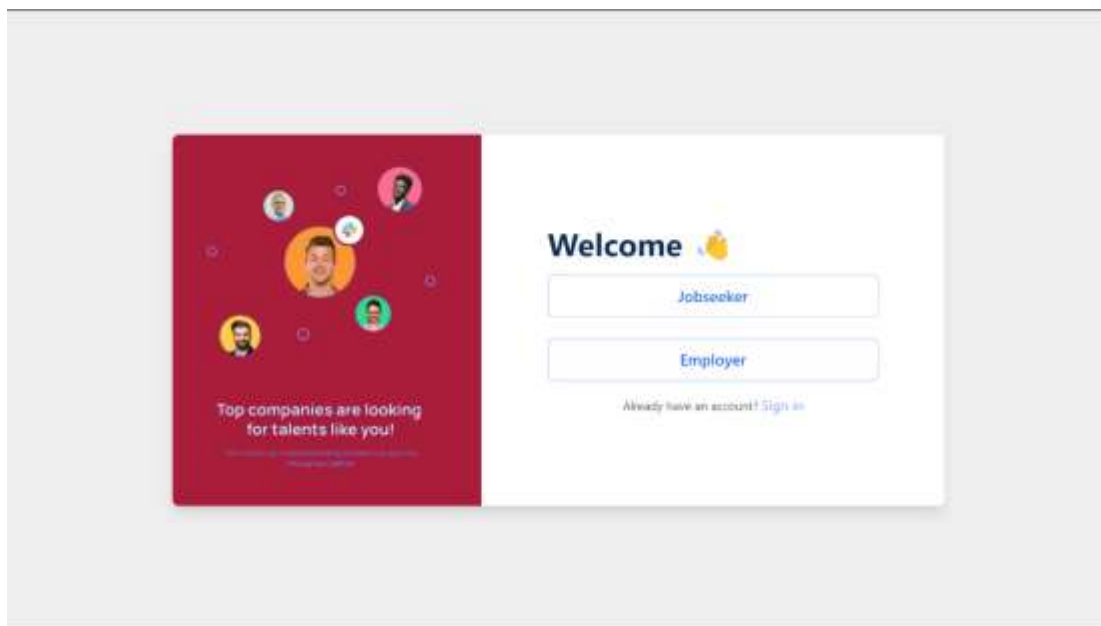 Welcome
Jobseeker
Employer
Already have an account? Sign in
Top companies are looking
for talents like you!